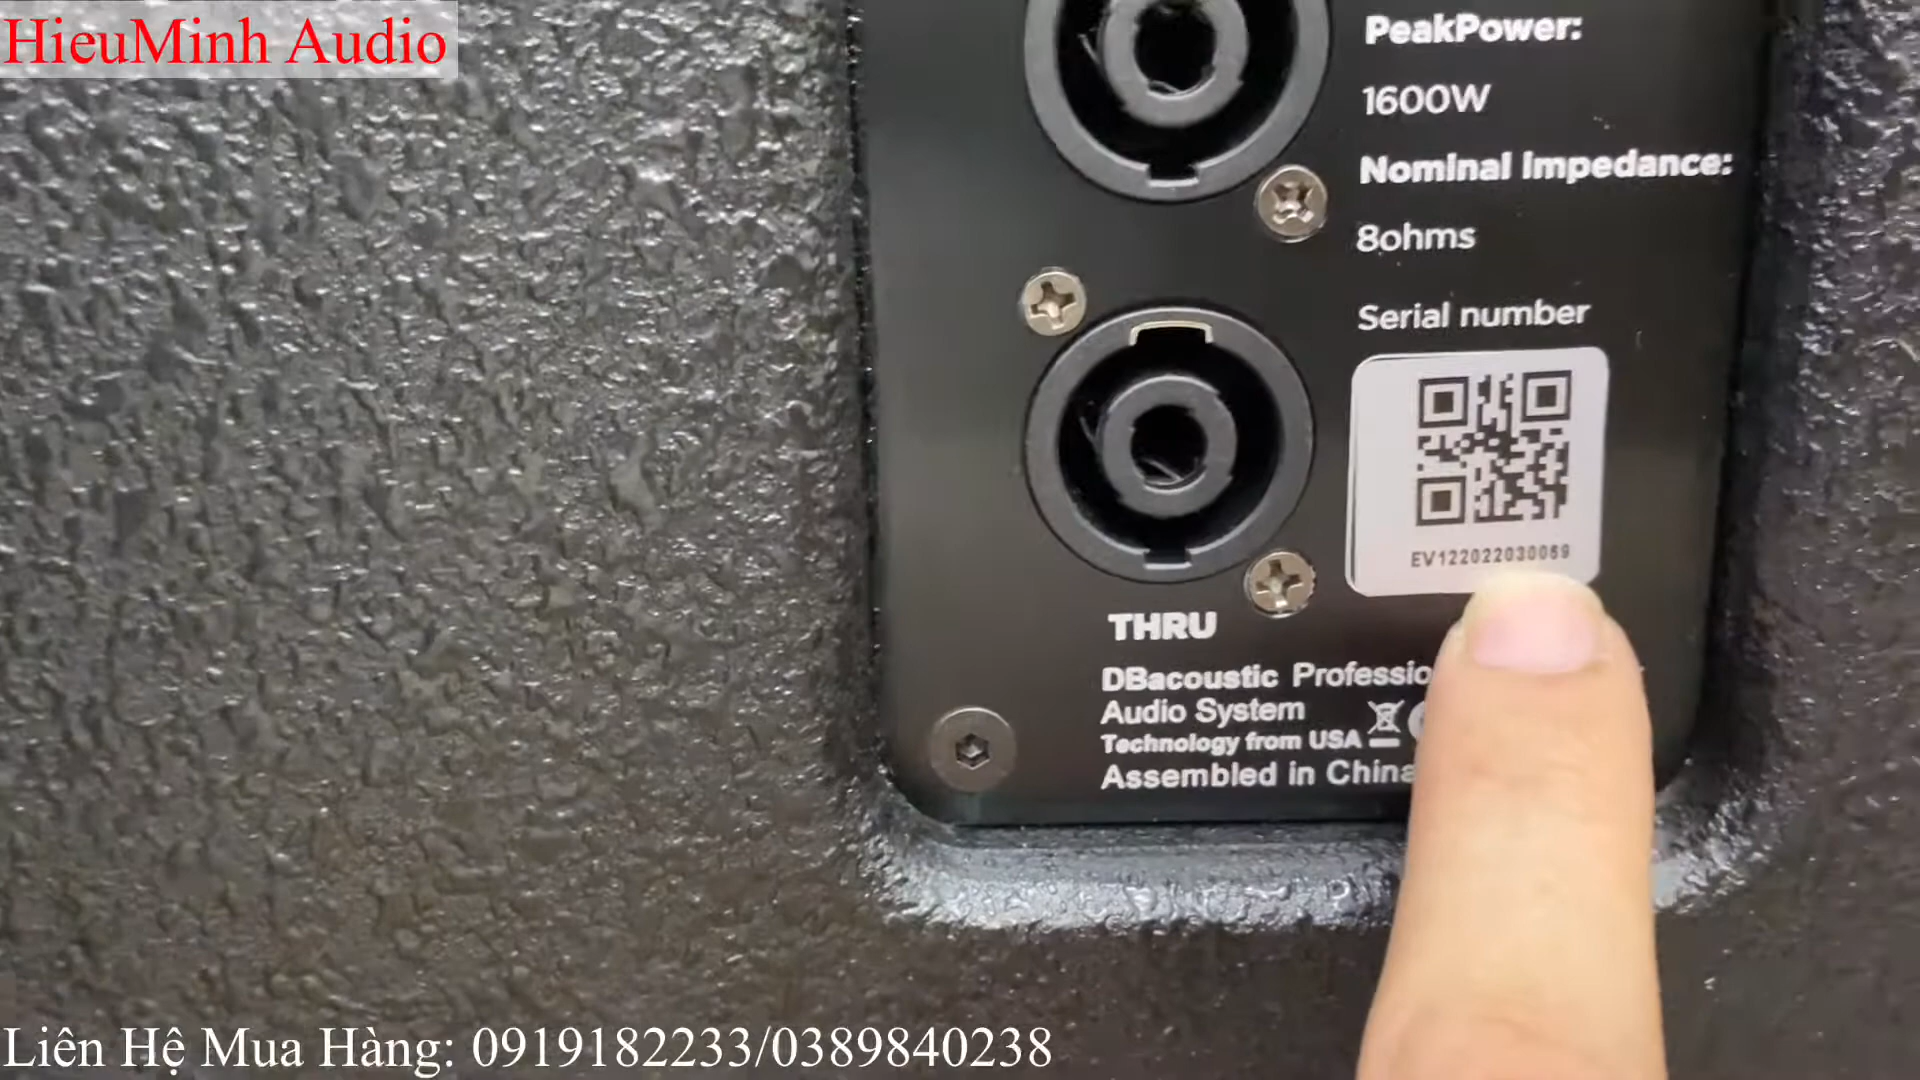 HieuMinh Audio
PeakPower:
1600W
Nominal Impedance:
8ohms
Serial number
EV122022030069
THRU
DBacoustic Professio
Audio System
Technology from USA
Assembled in China
Liên Hệ Mua Hàng: 0919182233/0389840238